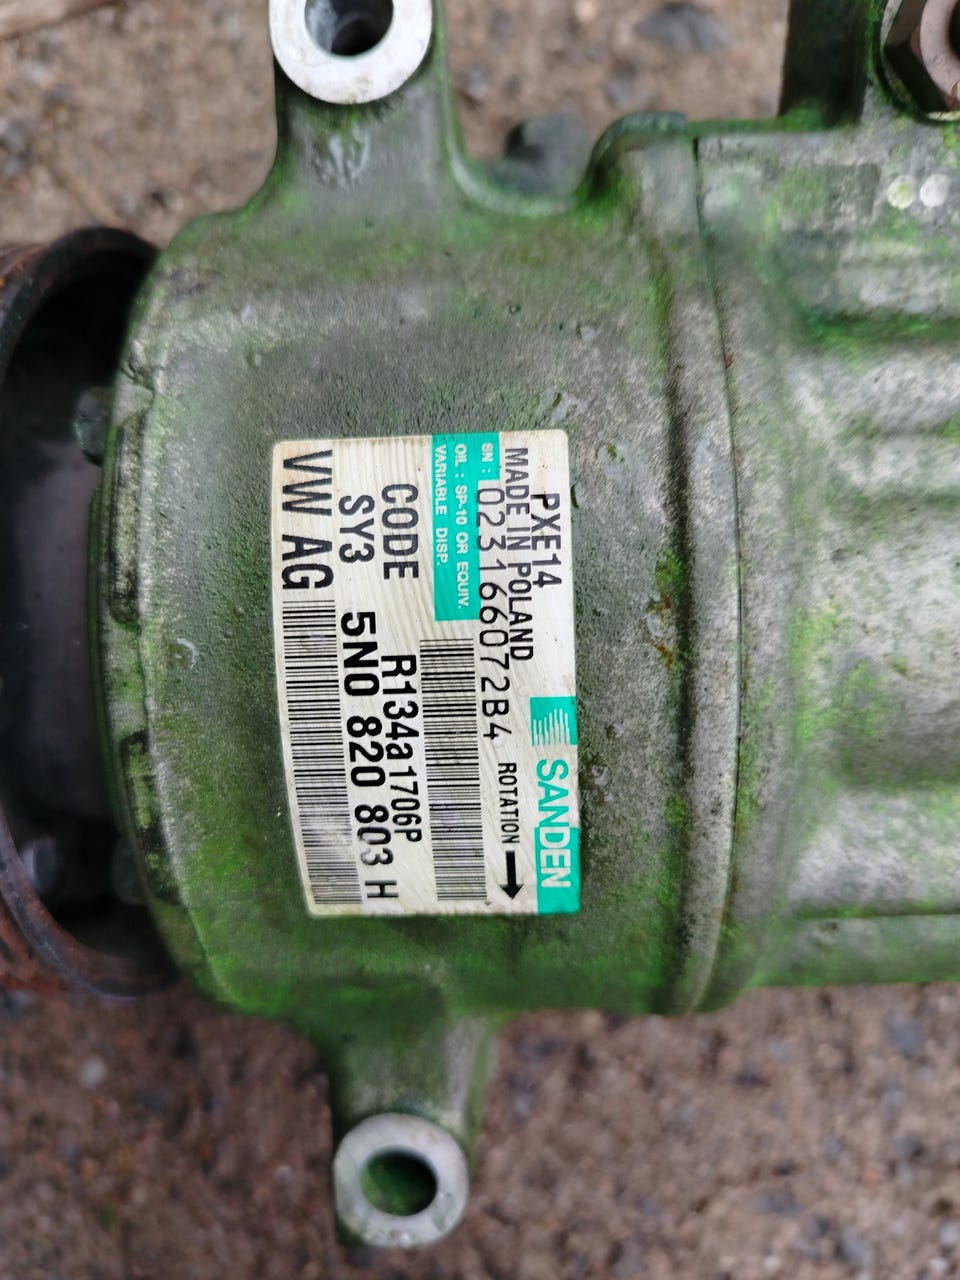 SANDEN
PXE14
MADE IN POLAND
ROTATION
SN : 023166072B4
OIL : SP-10 OR EQUIV.
VARIABLE DISP.
CODE R134a1706P
SY3 5N0 820 803 H
VW AG